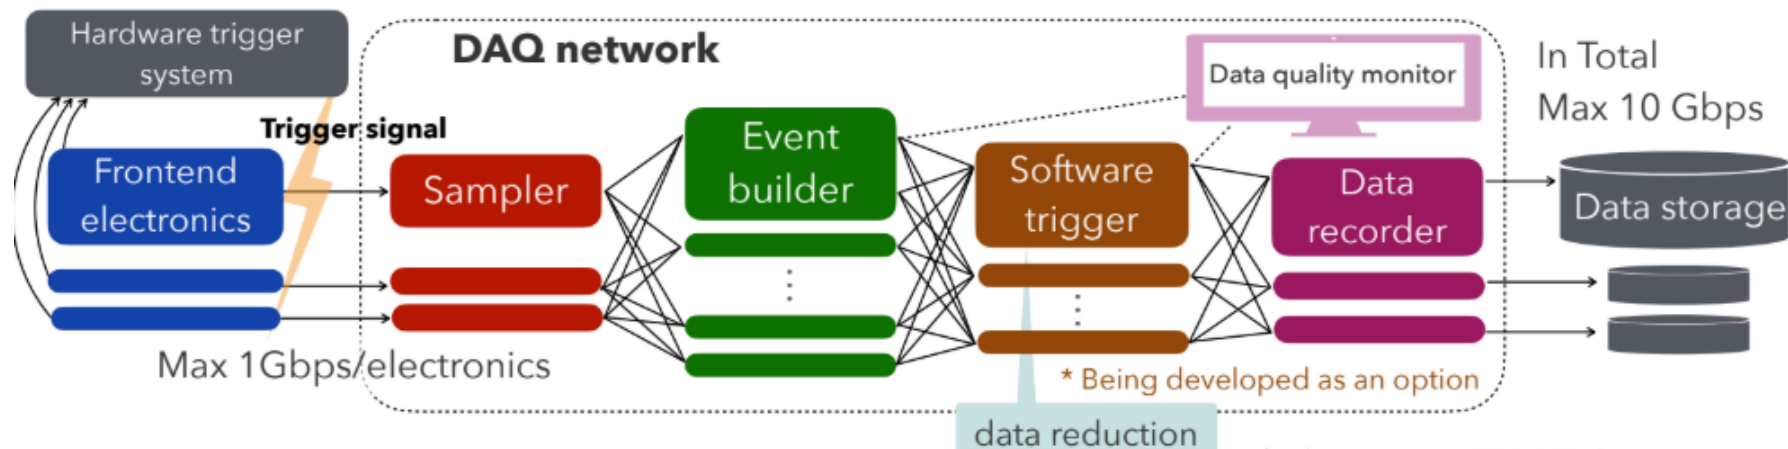 Hardware trigger
system
DAQ network
Data quality monitor
In Total
Max 10 Gbps
Trigger signal
Frontend
electronics
Sampler
Event
builder
Software
trigger
Data
recorder
Data storage
Max 1Gbps/electronics
* Being developed as an option
data reduction